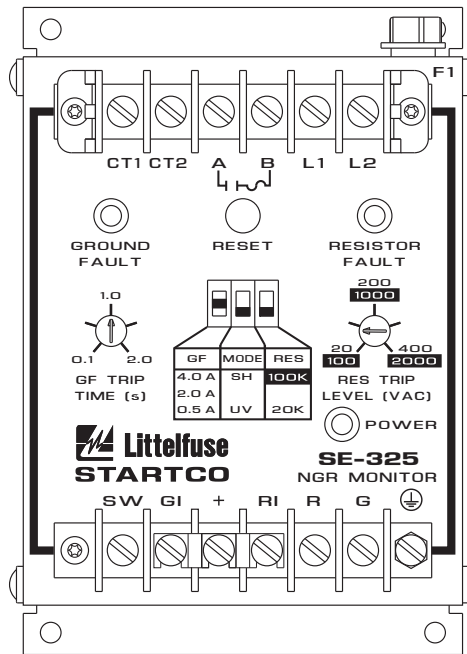 F1
CT1 CT2 A B L1 L2
GROUND FAULT
RESET
RESISTOR FAULT
1.0
0.1 2.0
GF TRIP
TIME (s)
GF MODE RES
4.0 A SH 100K
2.0 A
0.5 A UV 20K
200
1000
20 400
100 2000
RES TRIP
LEVEL (VAC)
POWER
Littelfuse
STARTCO
SE-325
NGR MONITOR
SW GI + RI R G